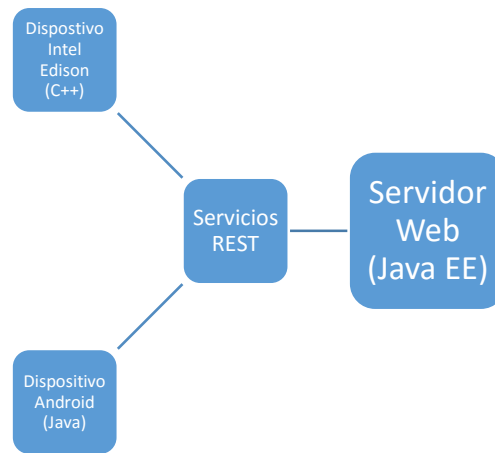 Dispostivo
Intel
Edison
(C++)
Servicios
REST
Servidor
Web
(Java EE)
Dispositivo
Android
(Java)